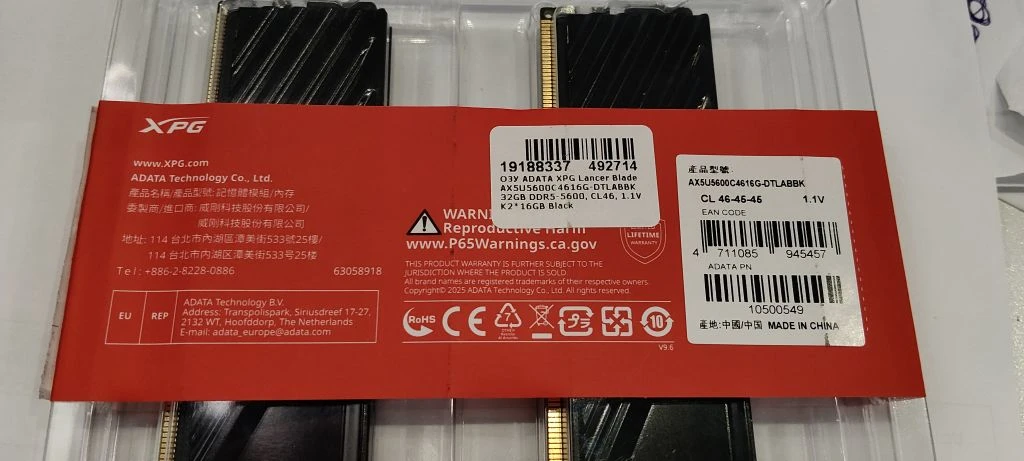 XPG
www.XPG.com
ADATA Technology Co., Ltd.
產品名稱/產品型號: 記憶體模組/內存
委製商/進口商: 威剛科技股份有限公司/
威刚科技股份有限公司
地址: 114 台北市內湖區潭美街533號25樓/
114 台北市内湖区潭美街533号25楼
Tel: +886-2-8228-0886
63058918
EU
REP
ADATA Technology B.V.
Address: Transpolispark, Siriusdreef 17-27,
2132 WT, Hoofddorp, The Netherlands
E-mail: adata_europe@adata.com
19188337 492714
ОЗУ ADATA XPG Lancer Blade
AX5U5600C4616G-DTLABBK
32GB DDR5-5600, CL46, 1.1V
K2*16GB Black
Reproductive Harm
www.P65Warnings.ca.gov
LIFETIME
THIS PRODUCT WARRANTY IS FURTHER SUBJECT TO THE
JURISDICTION WHERE THE PRODUCT IS SOLD
All brand names are registered trademarks of their respective owners.
Copyright© 2025 ADATA Technology Co., Ltd. All rights reserved.
RoHS
CE
7
10
V9.6
產品型號:
AX5U5600C4616G-DTLABBK
CL 46-45-45 1.1V
EAN CODE
4 711085 945457
ADATA PN
10500549
產地:中國/中国 MADE IN CHINA